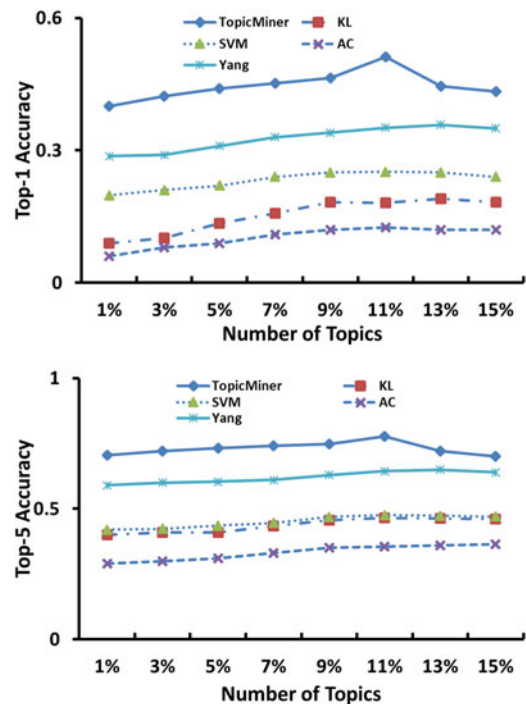 0.6
TopicMiner
KL
SVM
AC
Yang
0.3
0
Top-1 Accuracy
1% 3% 5% 7% 9% 11% 13% 15%
Number of Topics
1
TopicMiner
KL
SVM
AC
Yang
0.5
0
Top-5 Accuracy
1% 3% 5% 7% 9% 11% 13% 15%
Number of Topics